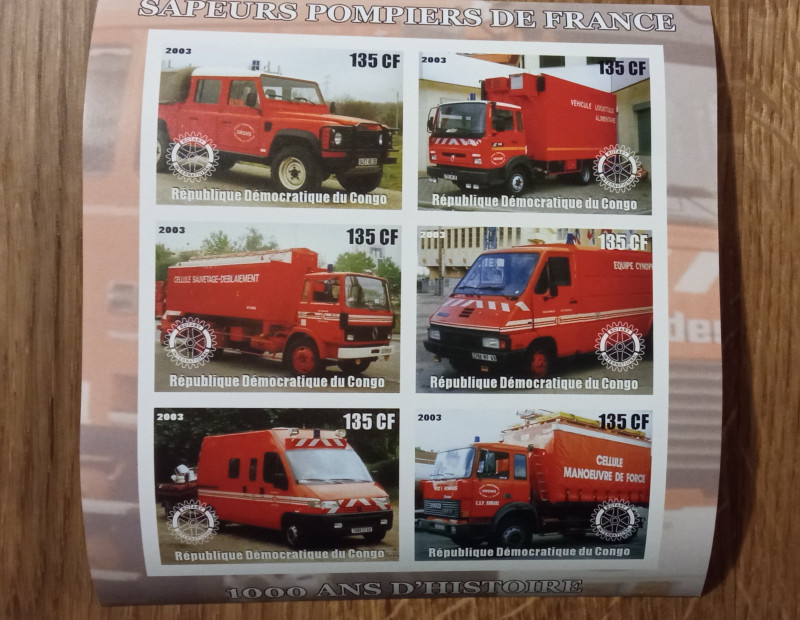 SAPEURS POMPIERS DE FRANCE
2003
135 CF
République Démocratique du Congo
2003
135 CF
VEHICULE LOGISTIQUE
ALIMENTAIRE
République Démocratique du Congo
135 CF
2003
CELLULE SAUVETAGE-DEBLAIEMENT
République Démocratique du Congo
2003
135 CF
EQUIPE CYNOP
République Démocratique du Congo
2003
135 CF
République Démocratique du Congo
2003
135 CF
CELLULE
MANOEUVRE DE FORCE
République Démocratique du Congo
1000 ANS D'HISTOIRE